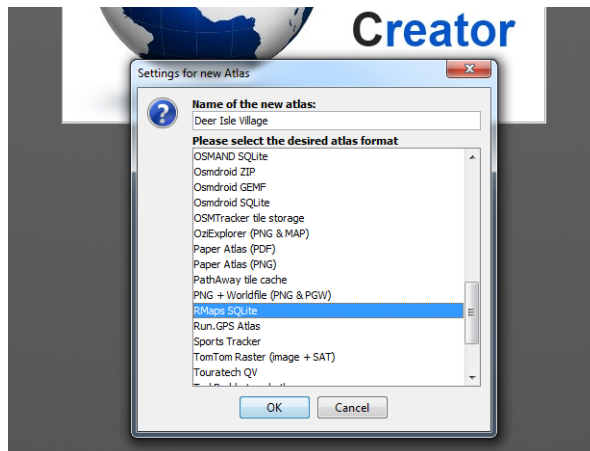 Creator
Settings for new Atlas
Name of the new atlas:
Deer Isle Village
Please select the desired atlas format
OSMAND SQLite
Osmdroid ZIP
Osmdroid GEMF
Osmdroid SQLite
OSMTracker tile storage
OziExplorer (PNG & MAP)
Paper Atlas (PDF)
Paper Atlas (PNG)
PathAway tile cache
PNG + Worldfile (PNG & PGW)
RMaps SQLite
Run.GPS Atlas
Sports Tracker
TomTom Raster (image + SAT)
Touratech QV
OK Cancel